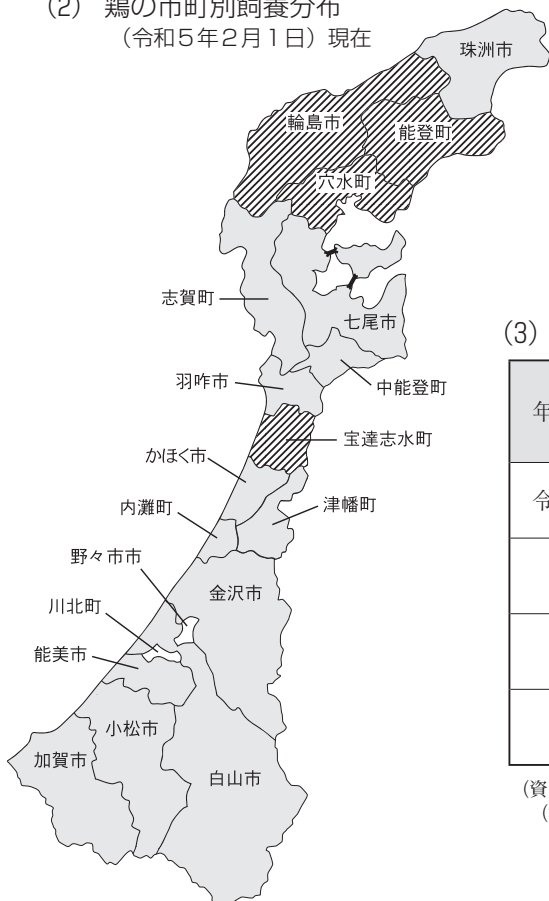 (2) 鶏の市町別飼養分布
（令和5年2月1日）現在
珠洲市
輪島市
能登町
穴水町
志賀町
七尾市
羽咋市
中能登町
宝達志水町
かほく市
内灘町
津幡町
野々市市
金沢市
川北町
能美市
小松市
加賀市
白山市
(3)
年
令
（資
（